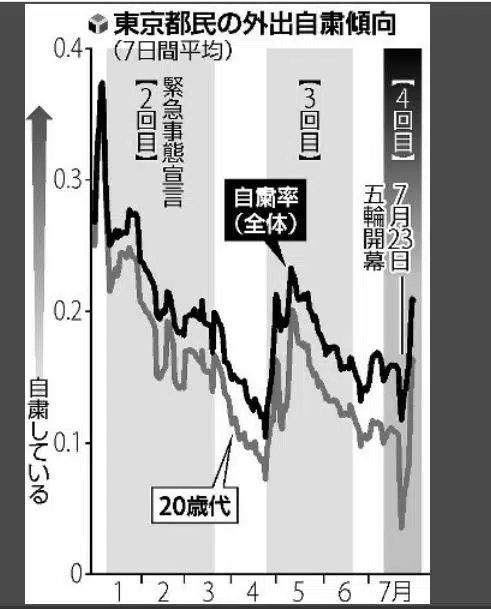 東京都民の外出自粛傾向
(7日間平均)
0.4
0.3
0.2
0.1
0
自粛している
緊急事態宣言
【2回目】
【3回目】
【4回目】
7月23日
五輪開幕
自粛率
(全体)
20歳代
1
2
3
4
5
6
7月